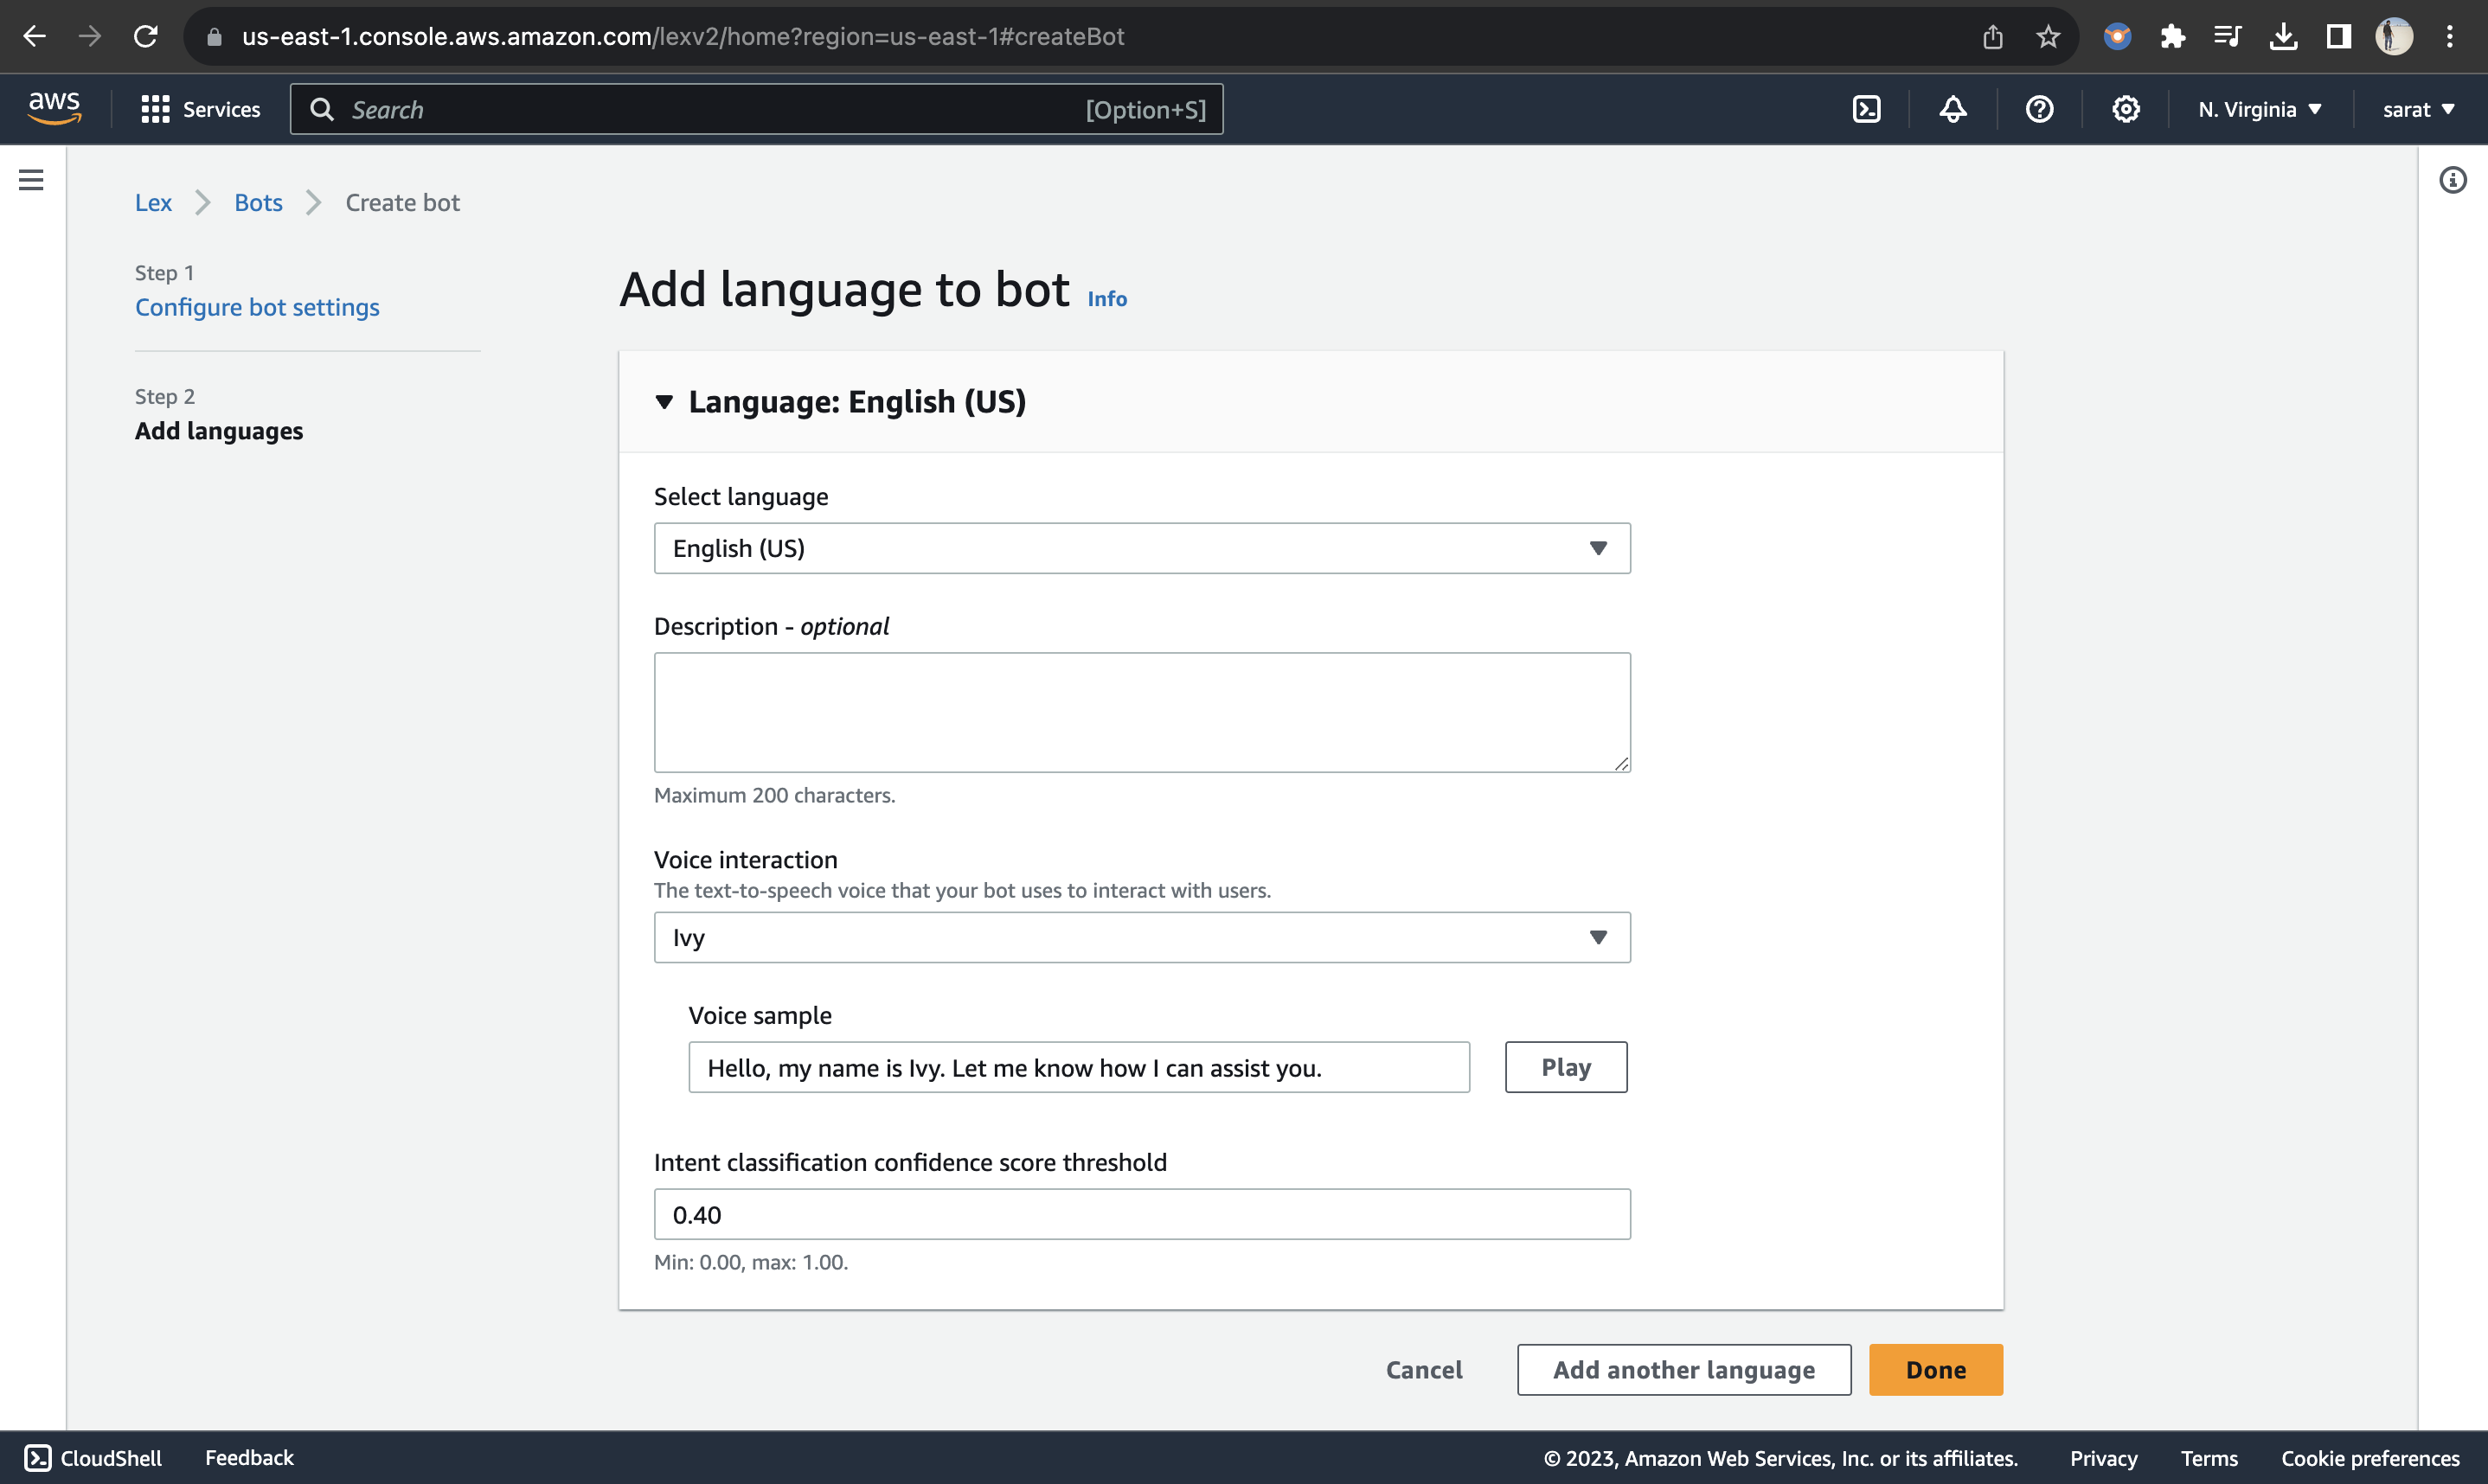 us-east-1.console.aws.amazon.com/lexv2/home?region=us-east-1#createBot
aws
Services
Search
[Option+S]
N. Virginia
sarat
Lex
Bots
Create bot
Step 1
Configure bot settings
Step 2
Add languages
Add language to bot Info
Language: English (US)
Select language
English (US)
Description - optional
Maximum 200 characters.
Voice interaction
The text-to-speech voice that your bot uses to interact with users.
Ivy
Voice sample
Hello, my name is Ivy. Let me know how I can assist you.
Play
Intent classification confidence score threshold
0.40
Min: 0.00, max: 1.00.
Cancel
Add another language
Done
CloudShell
Feedback
© 2023, Amazon Web Services, Inc. or its affiliates.
Privacy
Terms
Cookie preferences